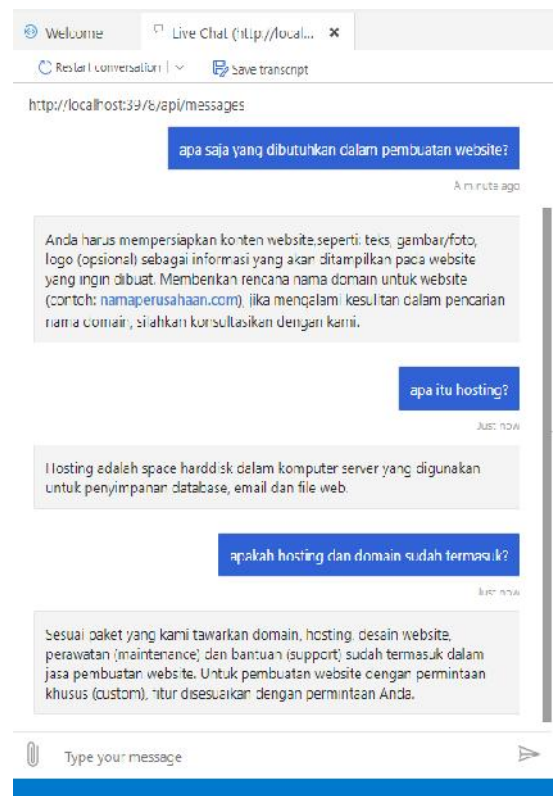 Welcome
Live Chat (http://local...
Restart conversation
Save transcript
http://localhost:3978/api/messages
apa saja yang dibutuhkan dalam pembuatan website?
A minute ago
Anda harus mempersiapkan konten website,seperti: teks, gambar/foto,
logo (opsional) sebagai informasi yang akan ditampilkan pada website
yang ingin dibuat. Memberikan rencana nama domain untuk website
(contoh: namaperusahaan.com), jika mengalami kesulitan dalam pencarian
nama domain, silahkan konsultasikan dengan kami.
apa itu hosting?
Just now
Hosting adalah space harddisk dalam komputer server yang digunakan
untuk penyimpanan database, email dan file web.
apakah hosting dan domain sudah termasuk?
Just now
Sesuai paket yang kami tawarkan domain, hosting, desain website,
perawatan (maintenance) dan bantuan (support) sudah termasuk dalam
jasa pembuatan website. Untuk pembuatan website dengan permintaan
khusus (custom), fitur disesuaikan dengan permintaan Anda.
Type your message